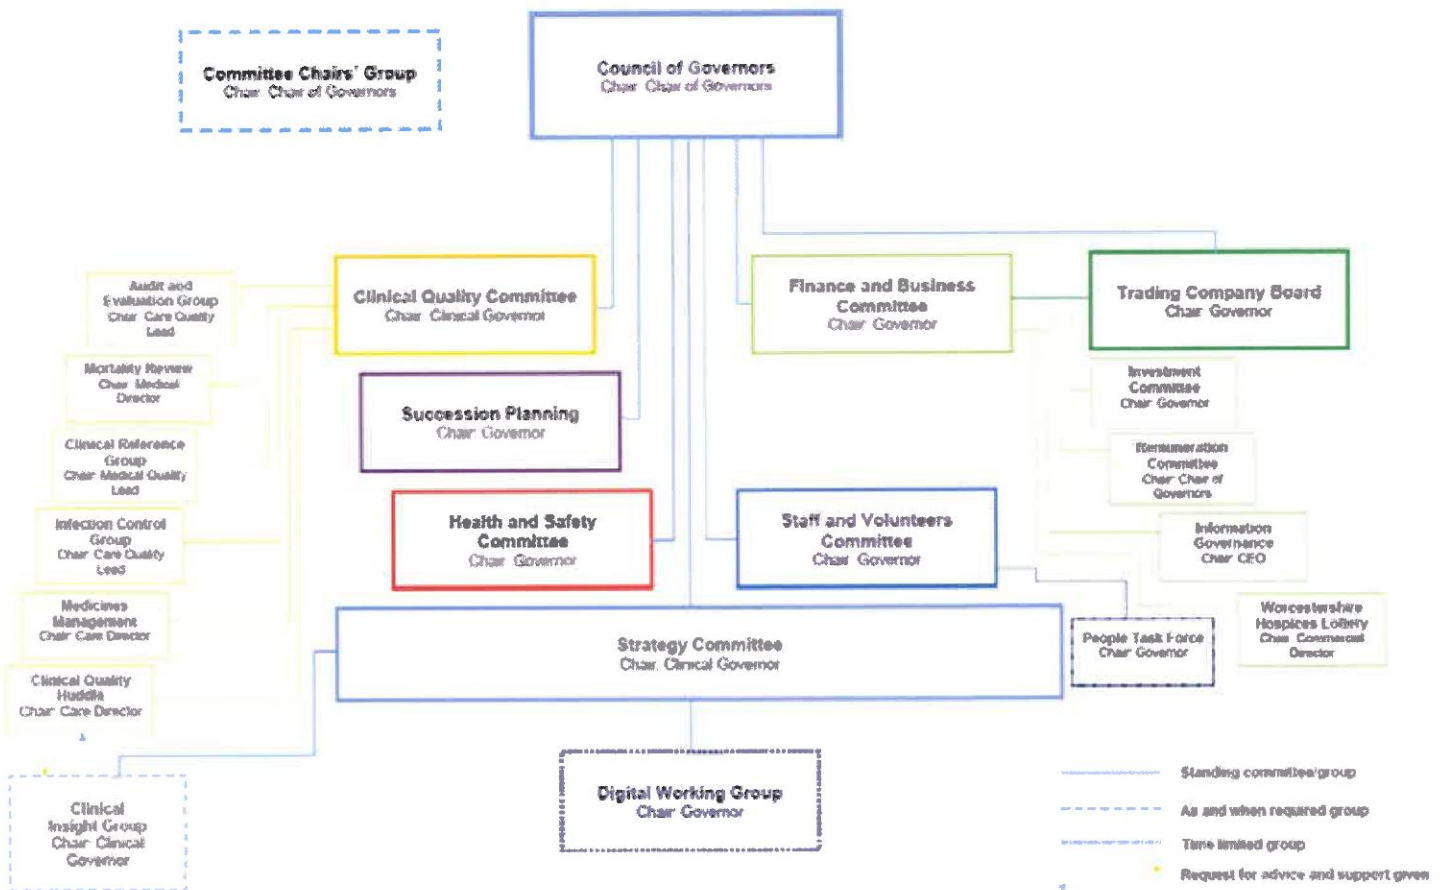 Committee Chairs' Group
Chair: Chair of Governors
Council of Governors
Chair: Chair of Governors
Audit and
Evaluation Group
Chair: Care Quality
Lead
Clinical Quality Committee
Chair: Clinical Governor
Finance and Business
Committee
Chair: Governor
Trading Company Board
Chair: Governor
Mortality Review
Chair: Medical
Director
Succession Planning
Chair: Governor
Investment
Committee
Chair: Governor
Clinical Reference
Group
Chair: Medical Quality
Lead
Remuneration
Committee
Chair: Chair of
Governors
Infection Control
Group
Chair: Care Quality
Lead
Health and Safety
Committee
Chair: Governor
Staff and Volunteers
Committee
Chair: Governor
Information
Governance
Chair: CEO
Medicines
Management
Chair: Care Director
Strategy Committee
Chair: Clinical Governor
People Task Force
Chair: Governor
Worcestershire
Hospices Lottery
Chair: Commercial
Director
Clinical Quality
Huddle
Chair: Care Director
Clinical
Insight Group
Chair: Clinical
Governor
Digital Working Group
Chair: Governor
Standing committee/group
As and when required group
Time limited group
Request for advice and support given